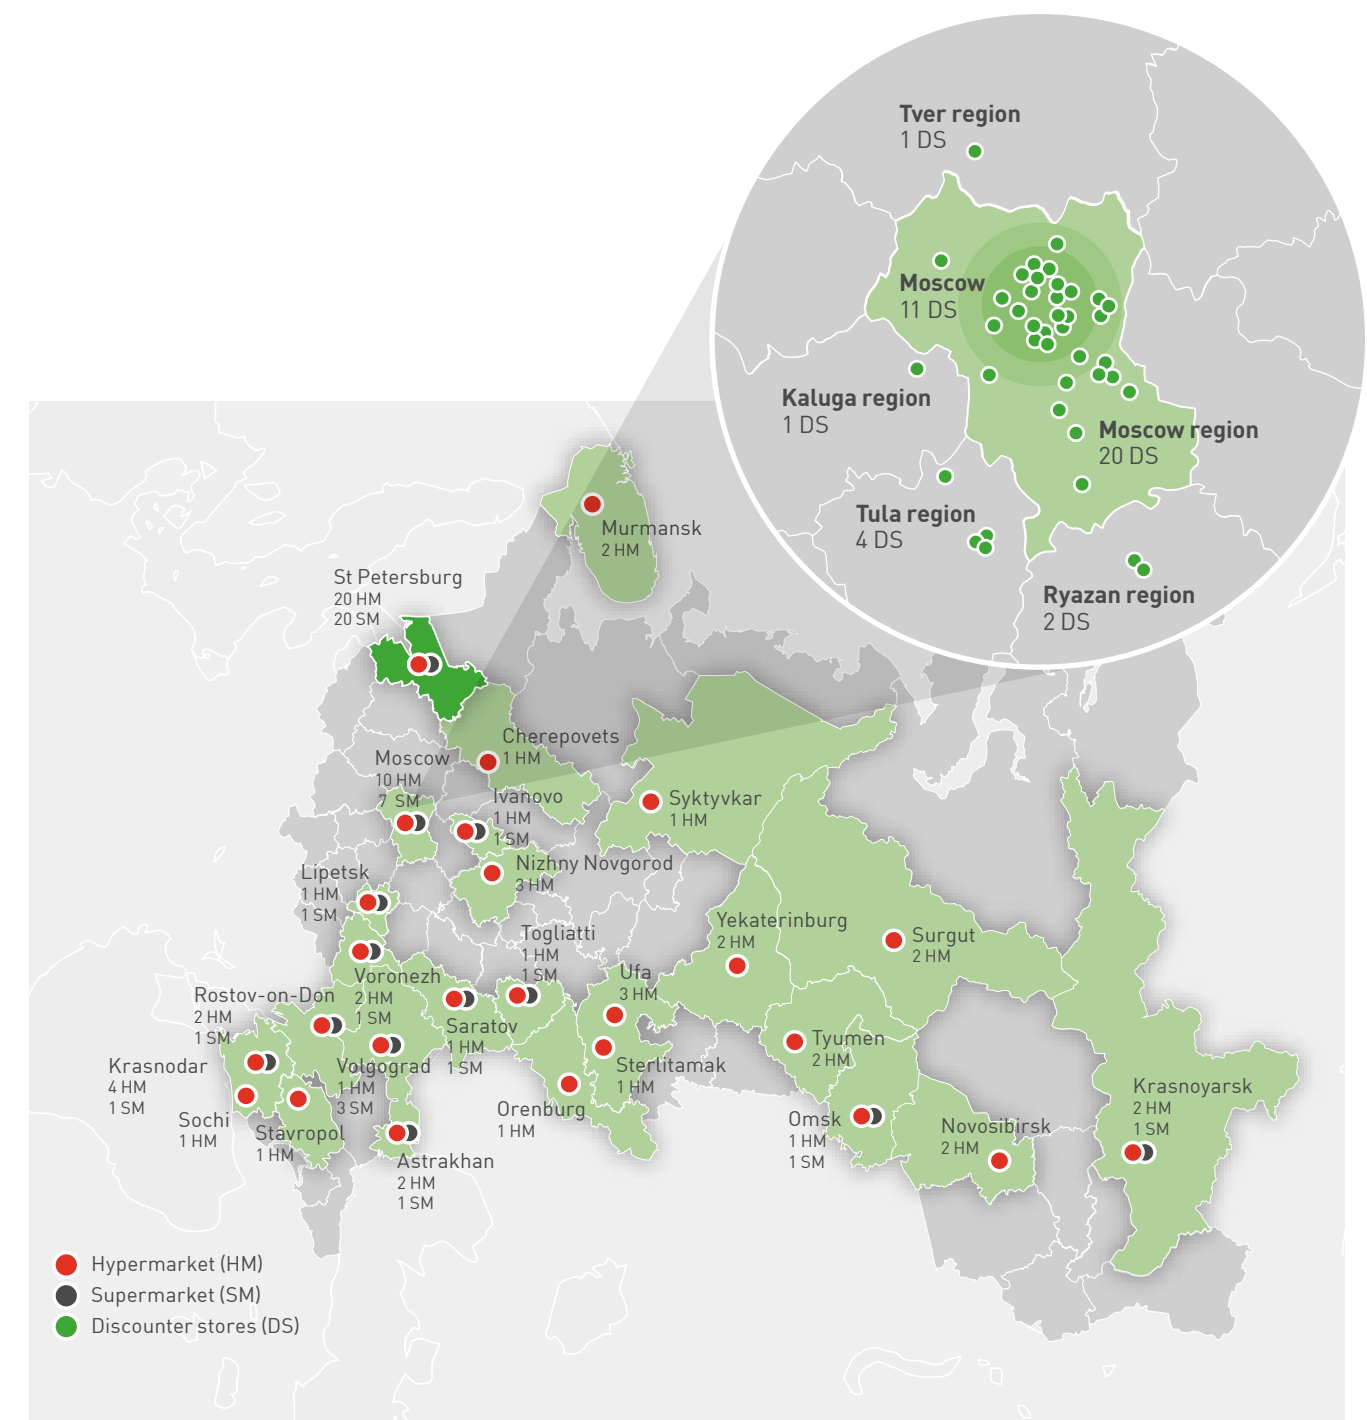 Tver region
1 DS
Moscow
11 DS
Kaluga region
1 DS
Moscow region
20 DS
Tula region
4 DS
Ryazan region
2 DS
Murmansk
2 HM
St Petersburg
20 HM
20 SM
Cherepovets
1 HM
Moscow
10 HM
7 SM
Ivanovo
1 HM
1 SM
Syktyvkar
1 HM
Nizhny Novgorod
3 HM
Lipetsk
1 HM
1 SM
Yekaterinburg
2 HM
Togliatti
1 HM
1 SM
Surgut
2 HM
Ufa
3 HM
Voronezh
2 HM
1 SM
Rostov-on-Don
2 HM
1 SM
Saratov
1 HM
1 SM
Tyumen
2 HM
Krasnodar
4 HM
1 SM
Volgograd
1 HM
3 SM
Sterlitamak
1 HM
Krasnoyarsk
2 HM
1 SM
Sochi
1 HM
Stavropol
1 HM
Orenburg
1 HM
Omsk
1 HM
1 SM
Novosibirsk
2 HM
Astrakhan
2 HM
1 SM
Hypermarket (HM)
Supermarket (SM)
Discounter stores (DS)